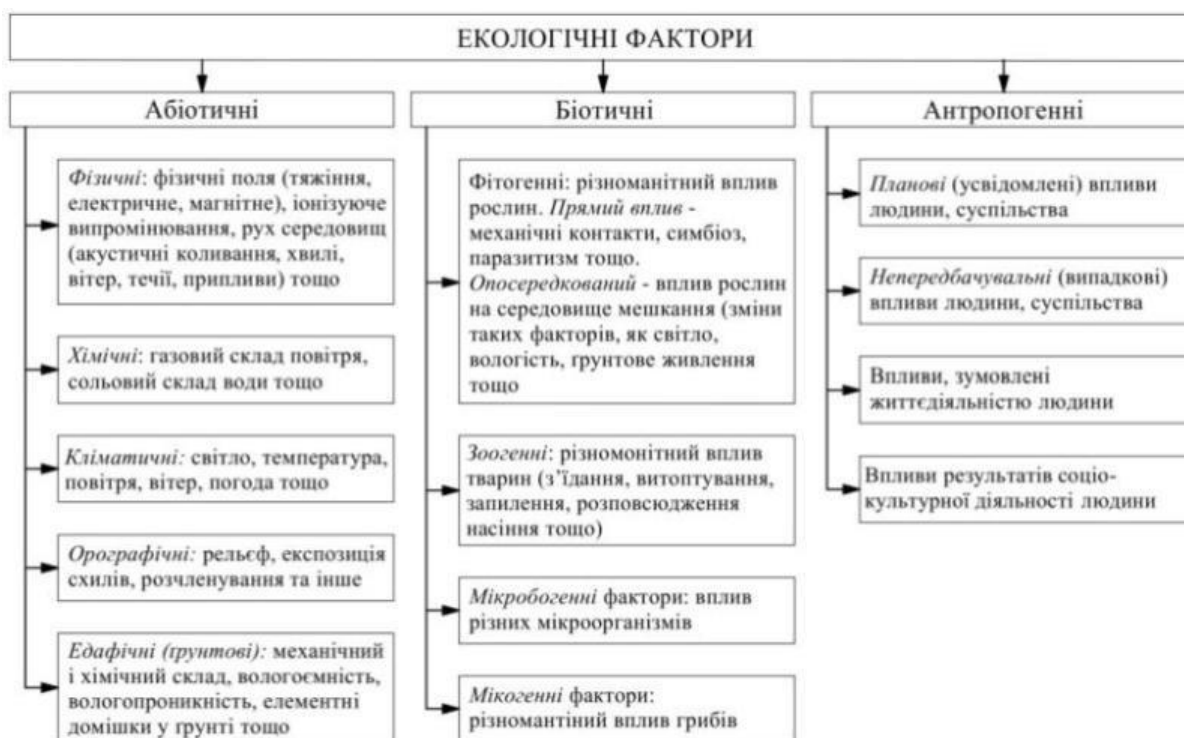 ЕКОЛОГІЧНІ ФАКТОРИ
Абіотичні
Фізичні: фізичні поля (тяжіння,
електричне, магнітне), іонізуюче
випромінювання, рух середовищ
(акустичні коливання, хвилі,
вітер, течії, припливи) тощо
Хімічні: газовий склад повітря,
сольовий склад води тощо
Кліматичні: світло, температура,
повітря, вітер, погода тощо
Орографічні: рельєф, експозиція
схилів, розчленування та інше
Едафічні (ґрунтові): механічний
і хімічний склад, вологоємність,
вологопроникність, елементні
домішки у ґрунті тощо
Біотичні
Фітогенні: різноманітний вплив
рослин. Прямий вплив -
механічні контакти, симбіоз,
паразитизм тощо.
Опосередкований - вплив рослин
на середовище мешкання (зміни
таких факторів, як світло,
вологість, ґрунтове живлення
тощо
Зоогенні: різномонітний вплив
тварин (з’їдання, витоптування,
запилення, розповсюдження
насіння тощо)
Мікробогенні фактори: вплив
різних мікроорганізмів
Мікогенні фактори:
різномантіний вплив грибів
Антропогенні
Планові (усвідомлені) впливи
людини, суспільства
Непередбачувальні (випадкові)
впливи людини, суспільства
Впливи, зумовлені
життєдіяльністю людини
Впливи результатів соціо-
культурної діяльності людини